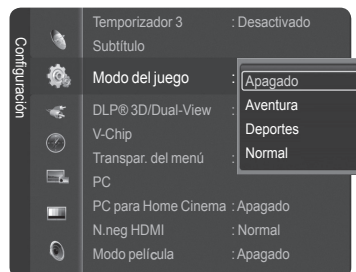 Configuración
Temporizador 3 : Desactivado
Subtítulo
Modo del juego : Apagado
Aventura
Deportes
Normal
DLP® 3D/Dual-View :
V-Chip
Transpar. del menú :
PC
PC para Home Cinema : Apagado
N.neg HDMI : Normal
Modo película : Apagado